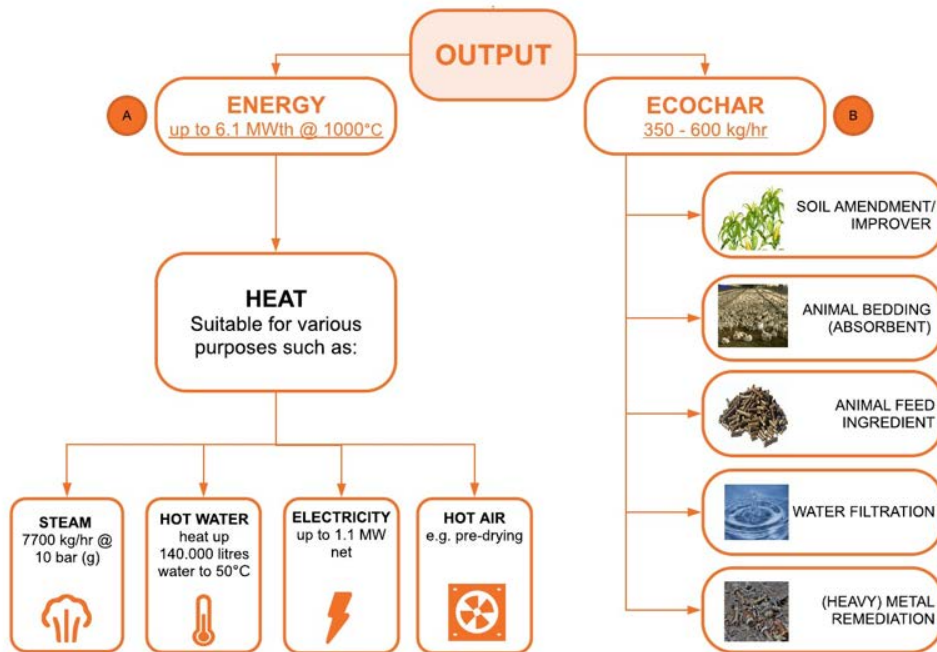 OUTPUT
A
ENERGY
up to 6.1 MWth @ 1000°C
ECOCHAR
350 - 600 kg/hr
B
HEAT
Suitable for various
purposes such as:
STEAM
7700 kg/hr @
10 bar (g)
HOT WATER
heat up
140.000 litres
water to 50°C
ELECTRICITY
up to 1.1 MW
net
HOT AIR
e.g. pre-drying
SOIL AMENDMENT/
IMPROVER
ANIMAL BEDDING
(ABSORBENT)
ANIMAL FEED
INGREDIENT
WATER FILTRATION
(HEAVY) METAL
REMEDIATION